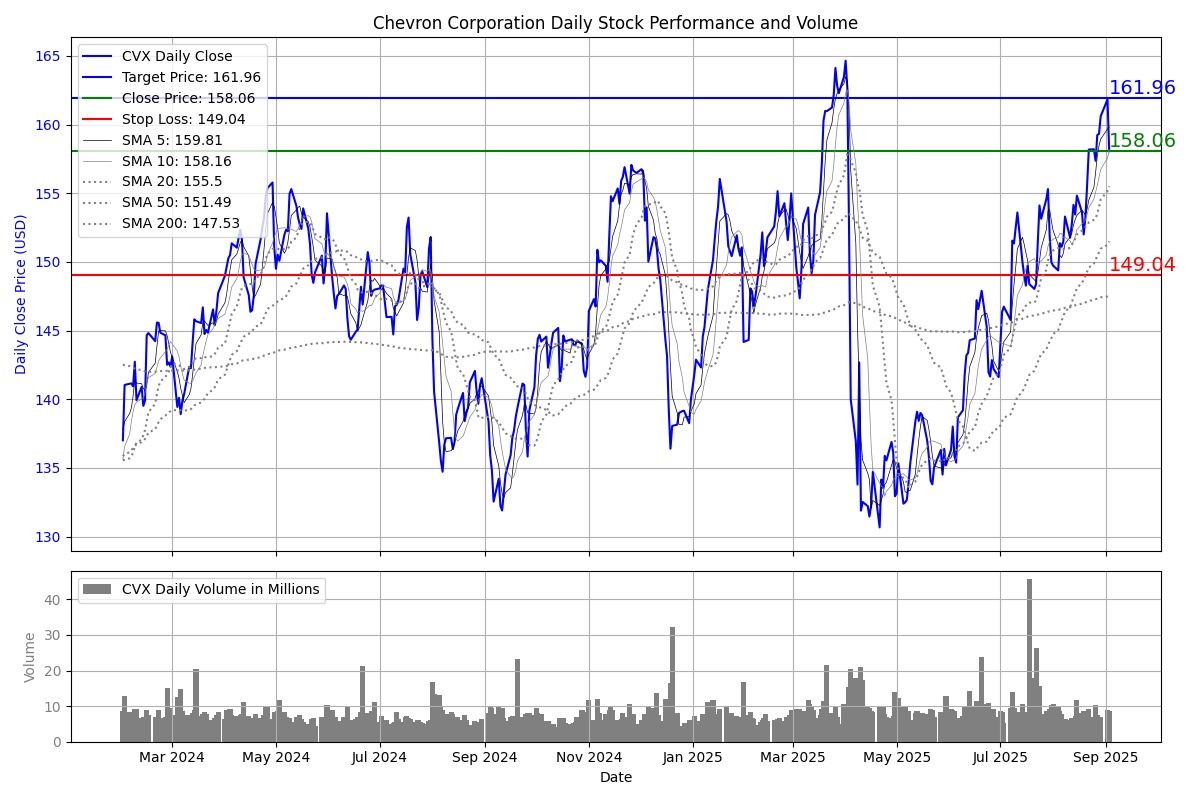 Chevron Corporation Daily Stock Performance and Volume
CVX Daily Close
Target Price: 161.96
Close Price: 158.06
Stop Loss: 149.04
SMA 5: 159.81
SMA 10: 158.16
SMA 20: 155.5
SMA 50: 151.49
SMA 200: 147.53
161.96
158.06
149.04
Daily Close Price (USD)
165
160
155
150
145
140
135
130
CVX Daily Volume in Millions
Volume
40
30
20
10
0
Mar 2024 May 2024 Jul 2024 Sep 2024 Nov 2024 Jan 2025 Mar 2025 May 2025 Jul 2025 Sep 2025
Date